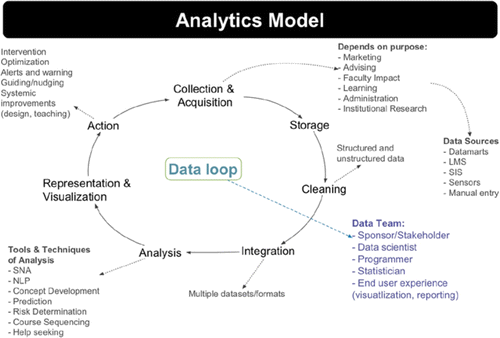 Analytics Model
Intervention
Optimization
Alerts and warning
Guiding/nudging
Systemic
improvements
(design, teaching)
Depends on purpose:
- Marketing
- Advising
- Faculty Impact
- Learning
- Administration
- Institutional Research
Collection &
Acquisition
Action
Storage
Structured and
unstructured data
Data Sources
- Datamarts
- LMS
- SIS
- Sensors
- Manual entry
Data loop
Representation &
Visualization
Cleaning
Data Team:
- Sponsor/Stakeholder
- Data scientist
- Programmer
- Statistician
- End user experience
(visualization, reporting)
Analysis
Integration
Tools & Techniques
of Analysis
- SNA
- NLP
- Concept Development
- Prediction
- Risk Determination
- Course Sequencing
- Help seeking
Multiple datasets/formats